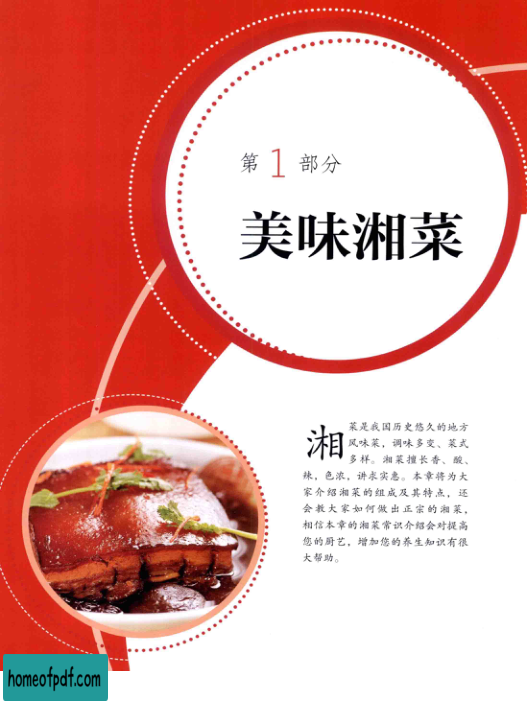 第 1 部分
美味湘菜
湘菜是我国历史悠久的地方
风味菜，调味多变、菜式
多样。湘菜擅长香、酸、
辣，色浓，讲求实惠。本章将为大
家介绍湘菜的组成及其特点，还
会教大家如何做出正宗的湘菜，
相信本章的湘菜常识介绍会对提高
您的厨艺，增加您的养生知识有很
大帮助。
homeofpdf.com